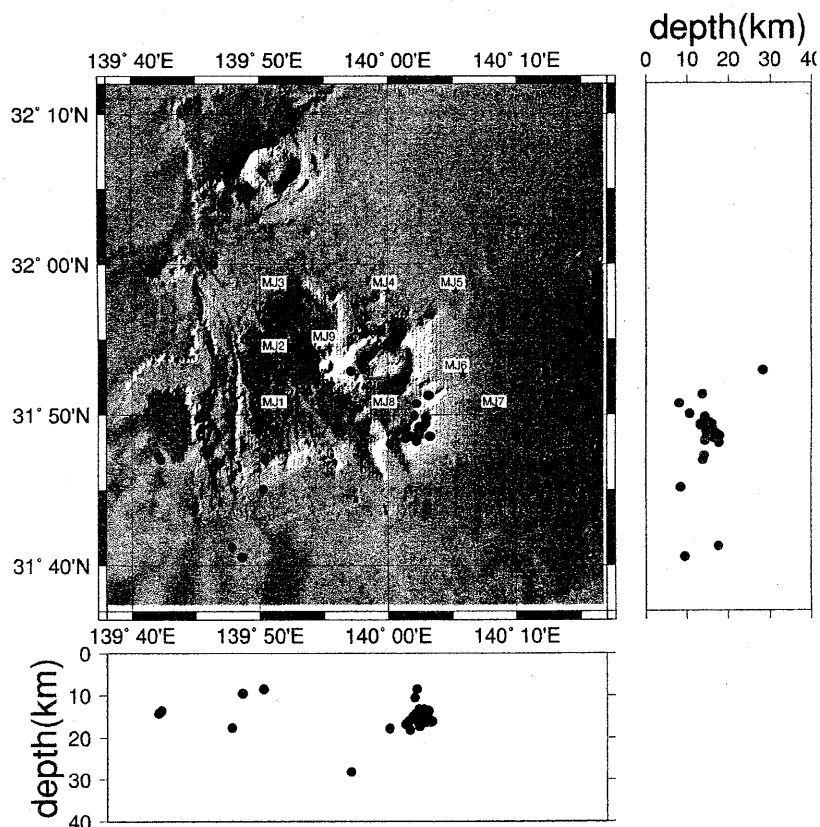 depth(km)
0 10 20 30 40
139° 40'E 139° 50'E 140° 00'E 140° 10'E
32° 10'N
32° 00'N
MJ3 MJ4 MJ5
MJ9
MJ2
MJ6
MJ1 MJ8 MJ7
31° 50'N
31° 40'N
139° 40'E 139° 50'E 140° 00'E 140° 10'E
depth(km)
0
10
20
30
40